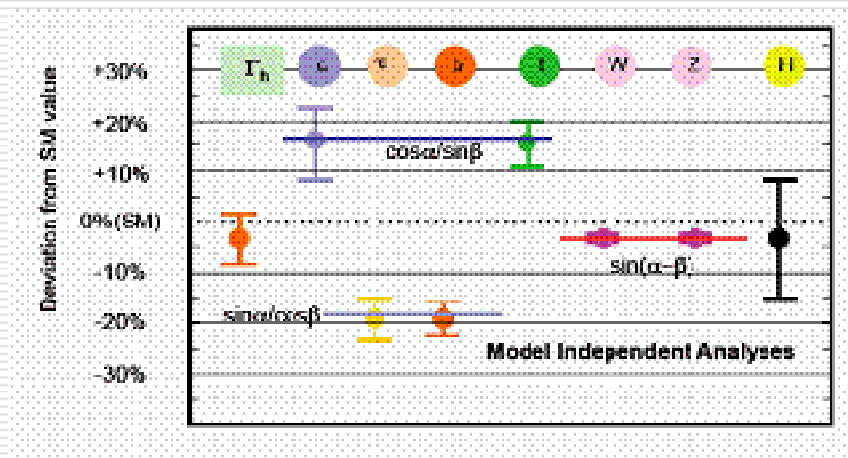 Deviation from SM value
+30%
+20%
+10%
0%(SM)
-10%
-20%
-30%
Γh c τ b t W Z H
cosα/sinβ
sin(α-β)
sinα/cosβ
Model Independent Analyses